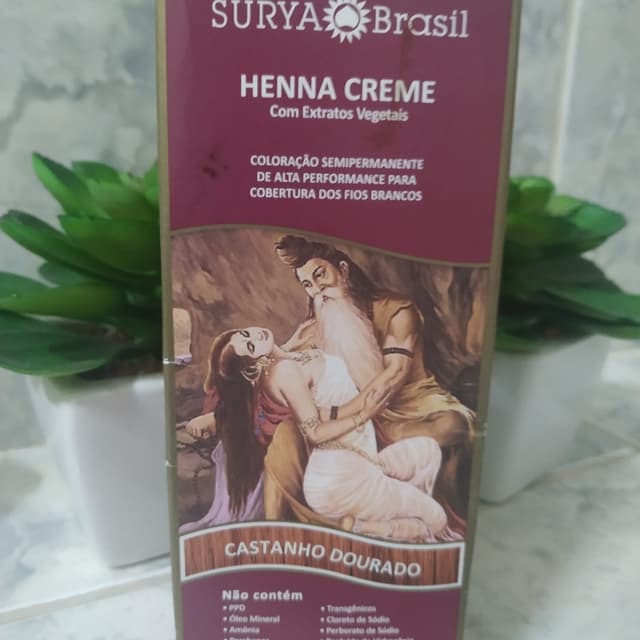 SURYA Brasil
HENNA CREME
Com Extratos Vegetais
COLORAÇÃO SEMIPERMANENTE
DE ALTA PERFORMANCE PARA
COBERTURA DOS FIOS BRANCOS
CASTANHO DOURADO
Não contém
• PPD
• Óleo Mineral
• Amônia
• Transgênicos
• Cloreto de Sódio
• Perborato de Sódio